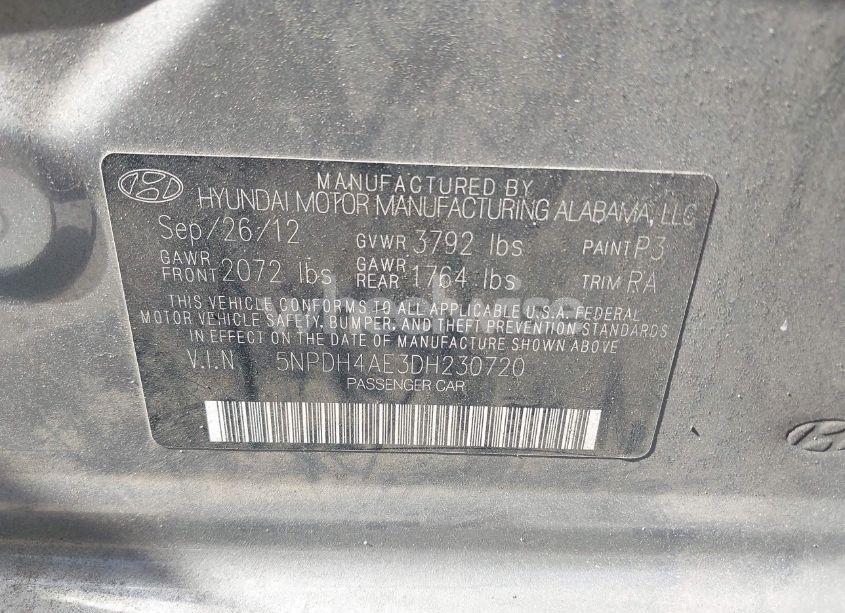 MANUFACTURED BY
HYUNDAI MOTOR MANUFACTURING ALABAMA, LLC
Sep/26/12 GVWR 3792 lbs PAINT P3
GAWR FRONT 2072 lbs GAWR REAR 1764 lbs TRIM RA
THIS VEHICLE CONFORMS TO ALL APPLICABLE U.S.A. FEDERAL
MOTOR VEHICLE SAFETY, BUMPER, AND THEFT PREVENTION STANDARDS
IN EFFECT ON THE DATE OF MANUFACTURE SHOWN ABOVE
V.I.N 5NPDH4AE3DH230720
PASSENGER CAR